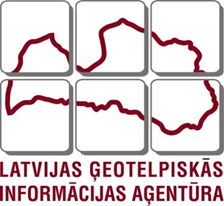 LATVIJAS ĢEOTELPISKĀS
INFORMĀCIJAS AĢENTŪRA